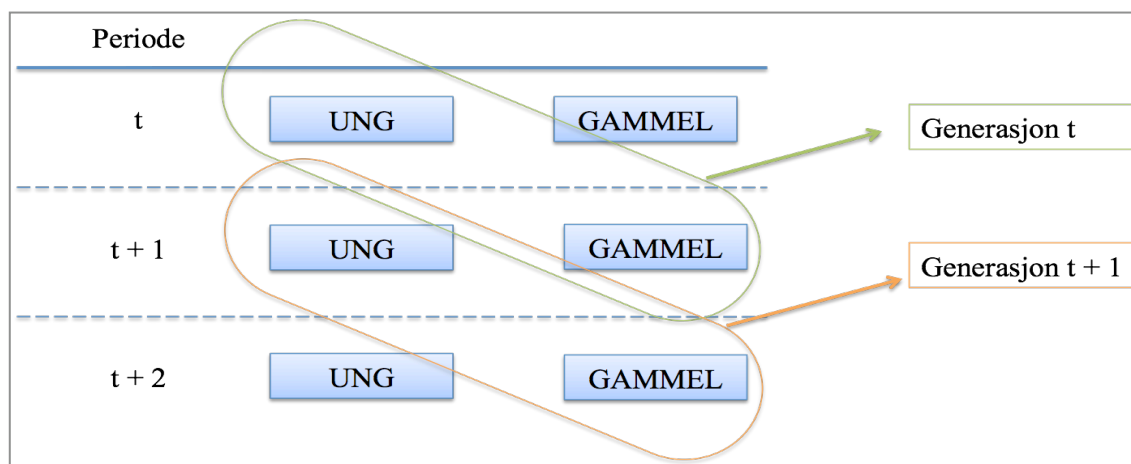 Periode
t
UNG
GAMMEL
Generasjon t
t + 1
UNG
GAMMEL
Generasjon t + 1
t + 2
UNG
GAMMEL